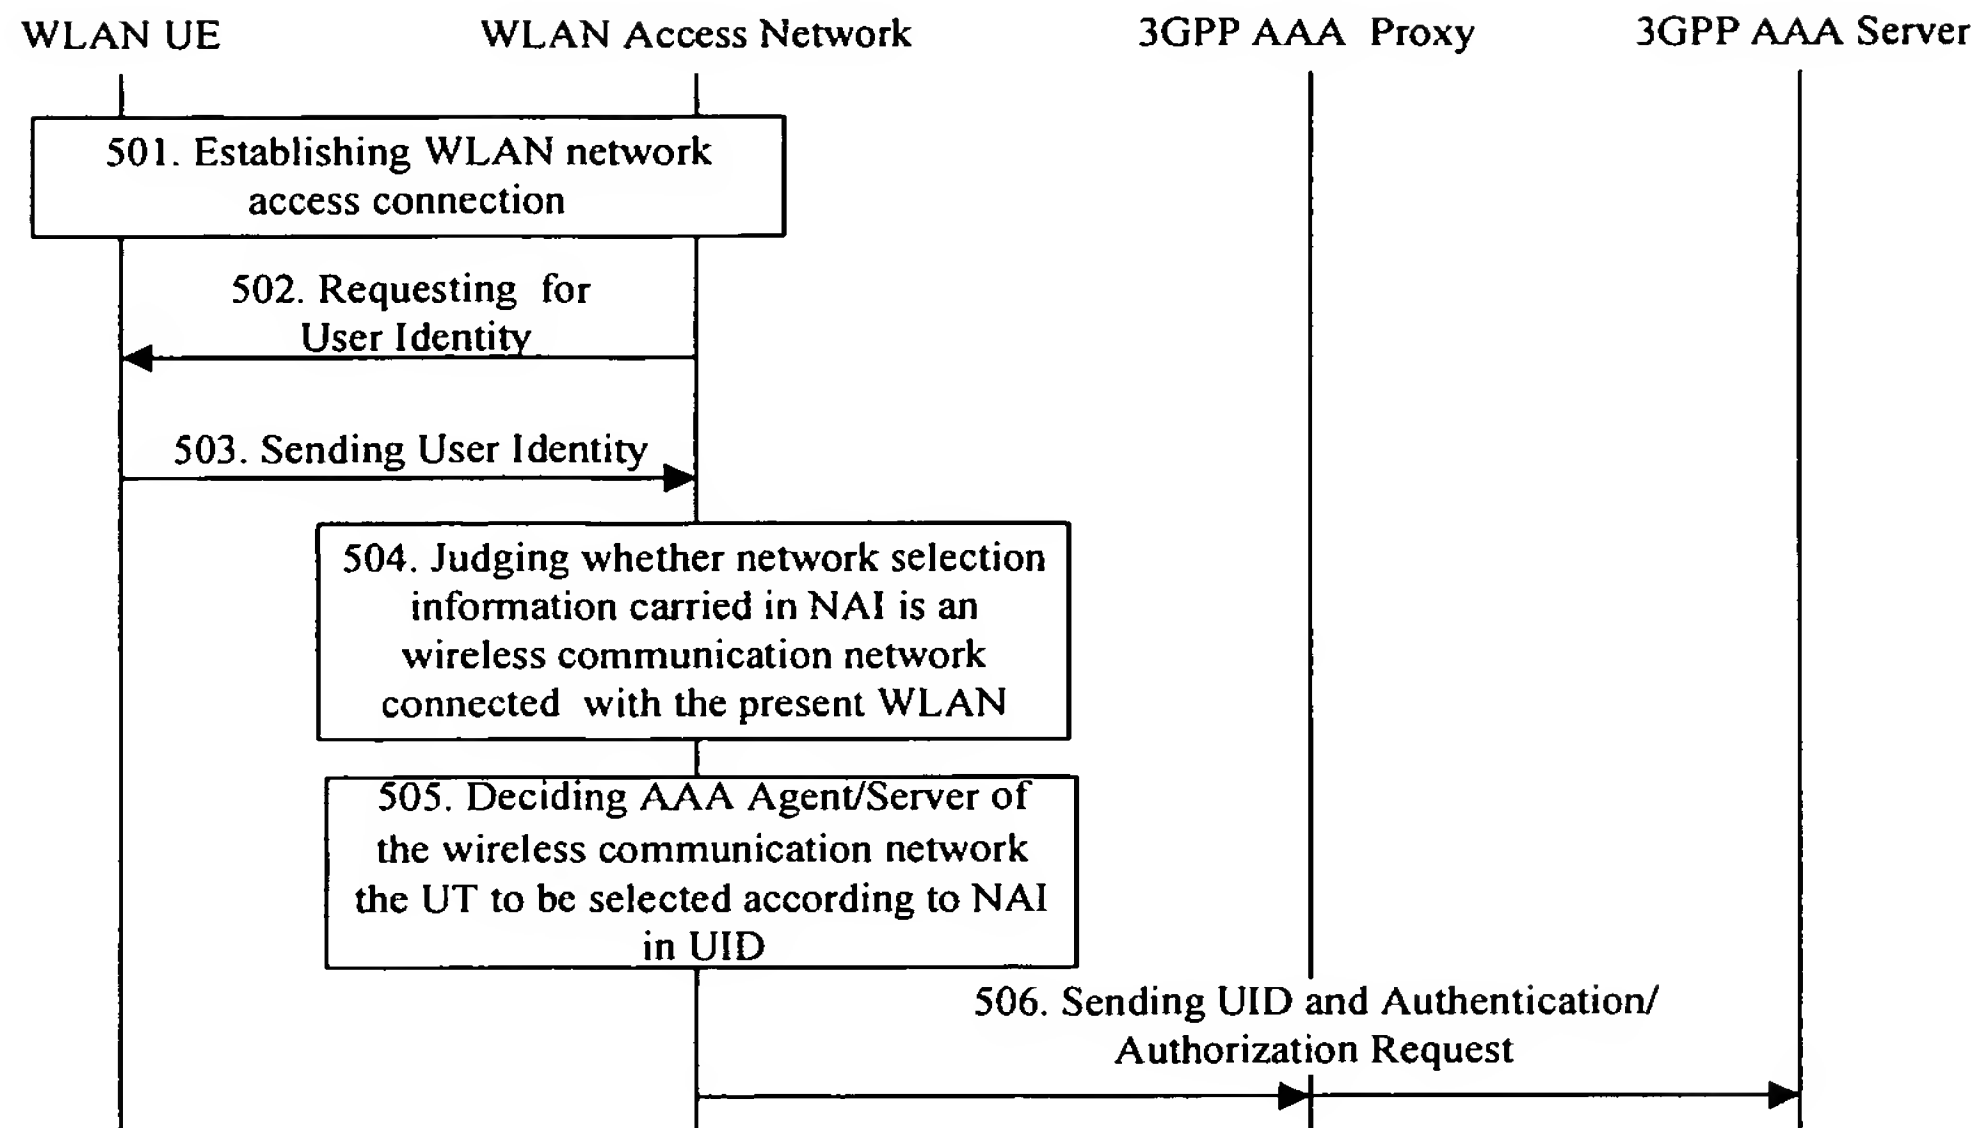 WLAN UE
WLAN Access Network
3GPP AAA Proxy
3GPP AAA Server
501. Establishing WLAN network
access connection
502. Requesting for
User Identity
503. Sending User Identity
504. Judging whether network selection
information carried in NAI is an
wireless communication network
connected with the present WLAN
505. Deciding AAA Agent/Server of
the wireless communication network
the UT to be selected according to NAI
in UID
506. Sending UID and Authentication/
Authorization Request